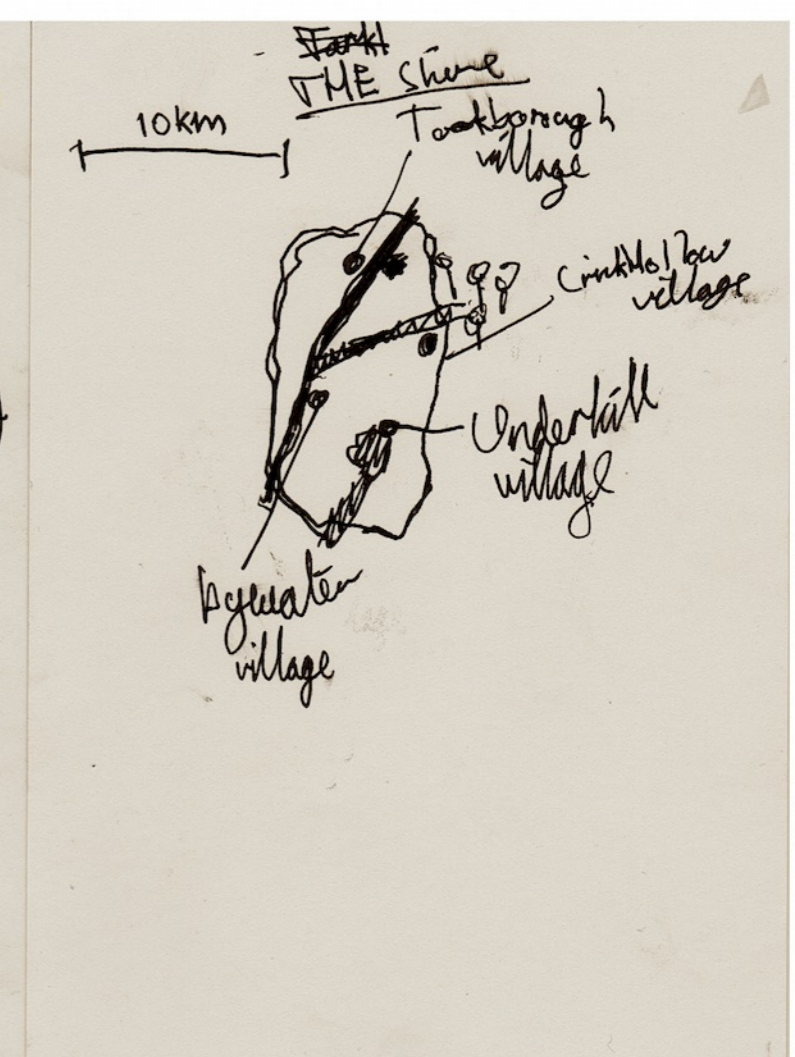 THE Shire
10km
Tookborough
village
Crickhollow
village
Underhill
village
Bywater
village